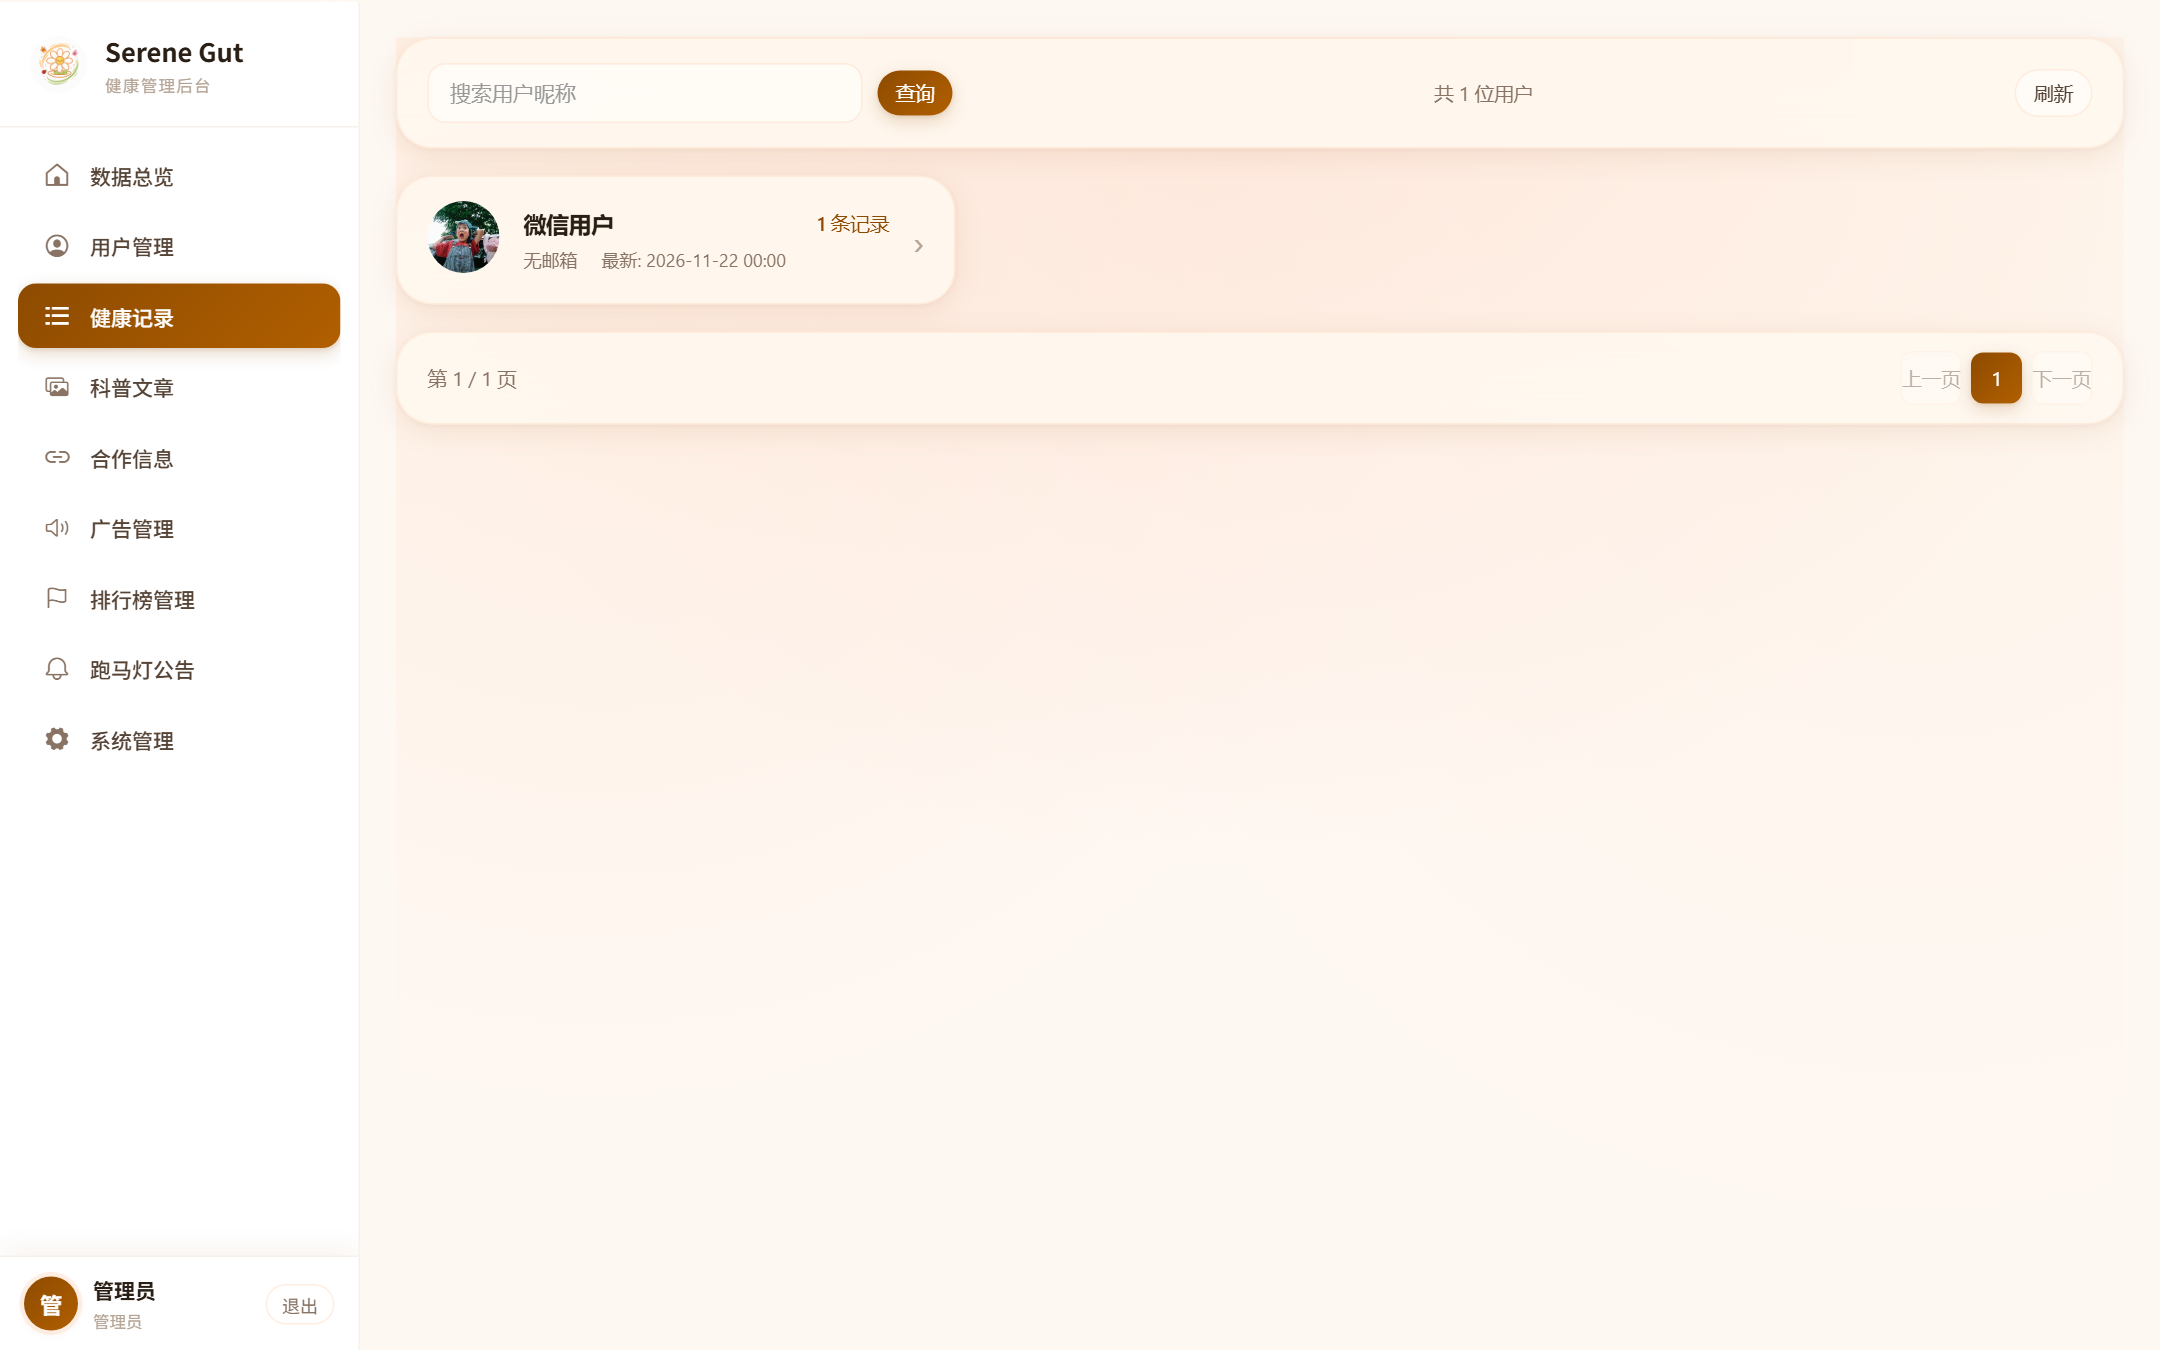 Serene Gut
健康管理后台
数据总览
用户管理
健康记录
科普文章
合作信息
广告管理
排行榜管理
跑马灯公告
系统管理
管
管理员
管理员
退出
搜索用户昵称
查询
共 1 位用户
刷新
微信用户
1 条记录
无邮箱 最新: 2026-11-22 00:00
›
第 1 / 1 页
上一页
1
下一页